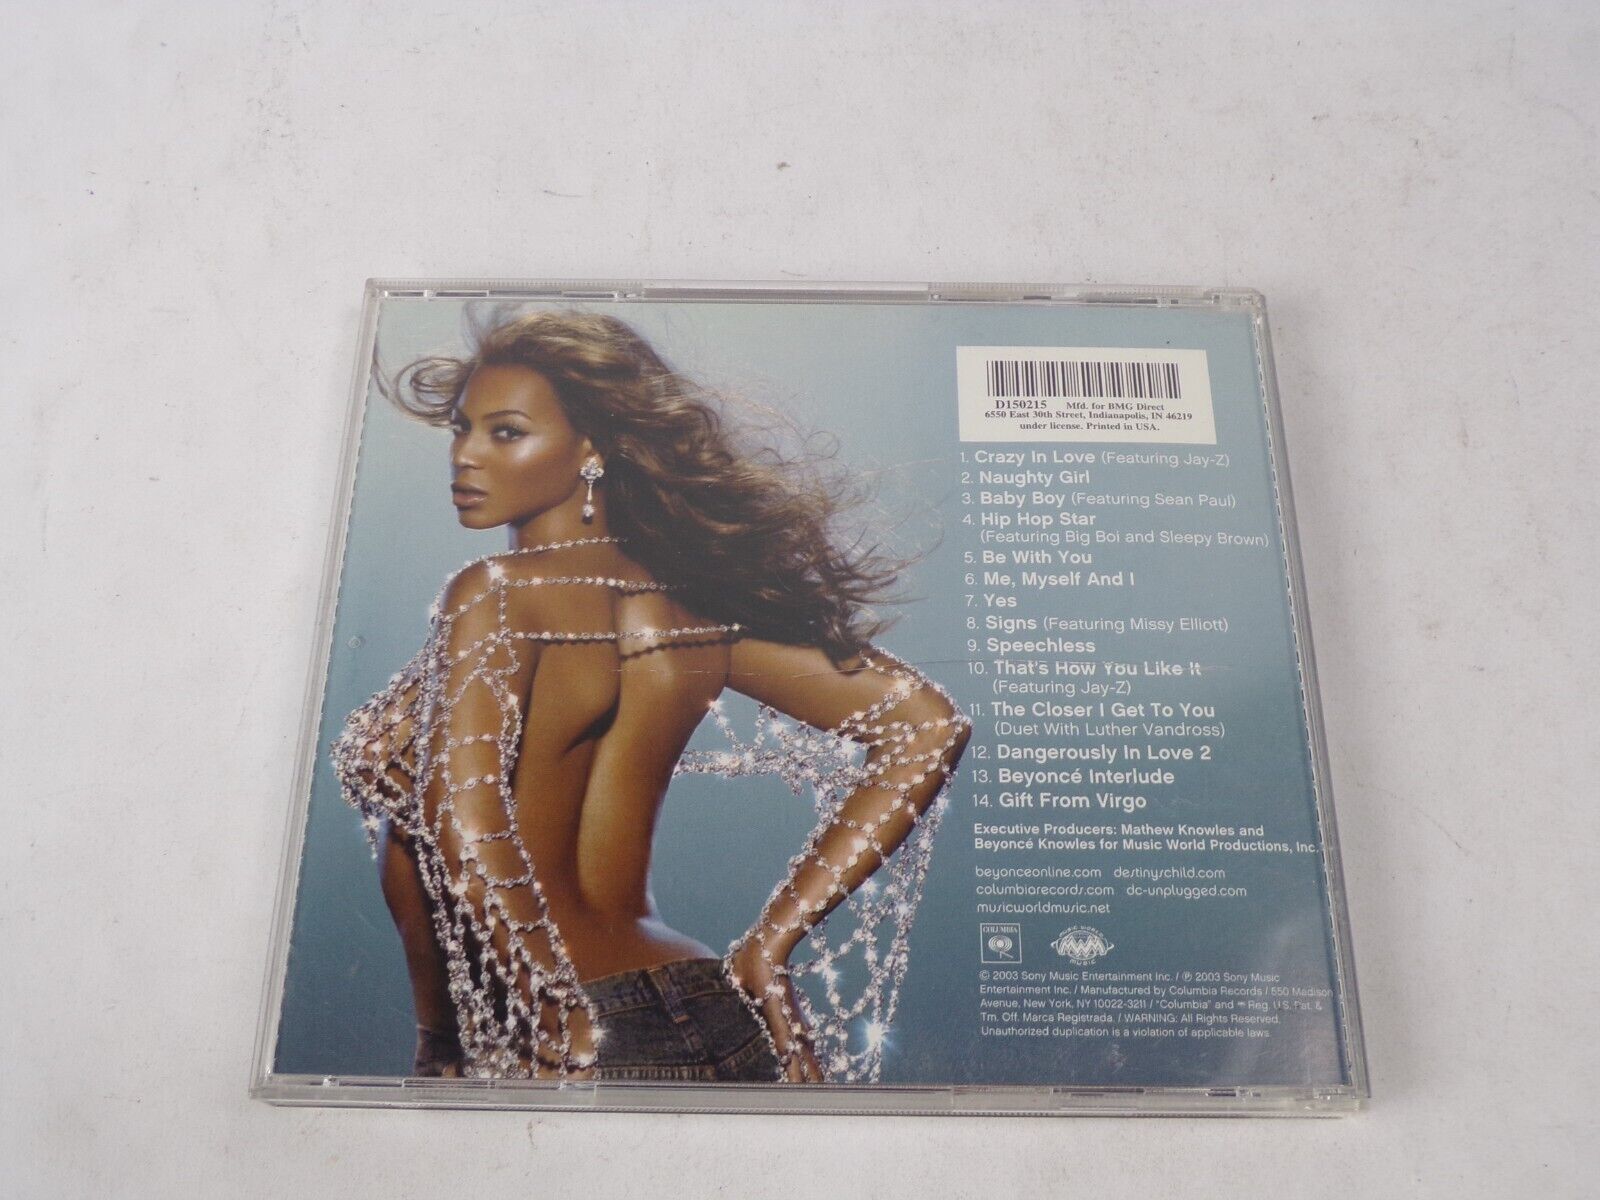 D150215 Mfd. for BMG Direct
6550 East 30th Street, Indianapolis, IN 46219
under license. Printed in USA.
1. Crazy In Love (Featuring Jay-Z)
2. Naughty Girl
3. Baby Boy (Featuring Sean Paul)
4. Hip Hop Star
(Featuring Big Boi and Sleepy Brown)
5. Be With You
6. Me, Myself And I
7. Yes
8. Signs (Featuring Missy Elliott)
9. Speechless
10. That's How You Like It
(Featuring Jay-Z)
11. The Closer I Get To You
(Duet With Luther Vandross)
12. Dangerously In Love 2
13. Beyoncé Interlude
14. Gift From Virgo
Executive Producers: Mathew Knowles and
Beyoncé Knowles for Music World Productions, Inc.
beyonceonline.com destinyschild.com
columbiarecords.com dc-unplugged.com
musicworldmusic.net
COLUMBIA
MUSIC WORLD
MWM
MUSIC
© 2003 Sony Music Entertainment Inc. / ℗ 2003 Sony Music
Entertainment Inc. / Manufactured by Columbia Records / 550 Madison
Avenue, New York, NY 10022-3211 / "Columbia" and Reg. U.S. Pat. &
Tm. Off. Marca Registrada. / WARNING: All Rights Reserved.
Unauthorized duplication is a violation of applicable laws.